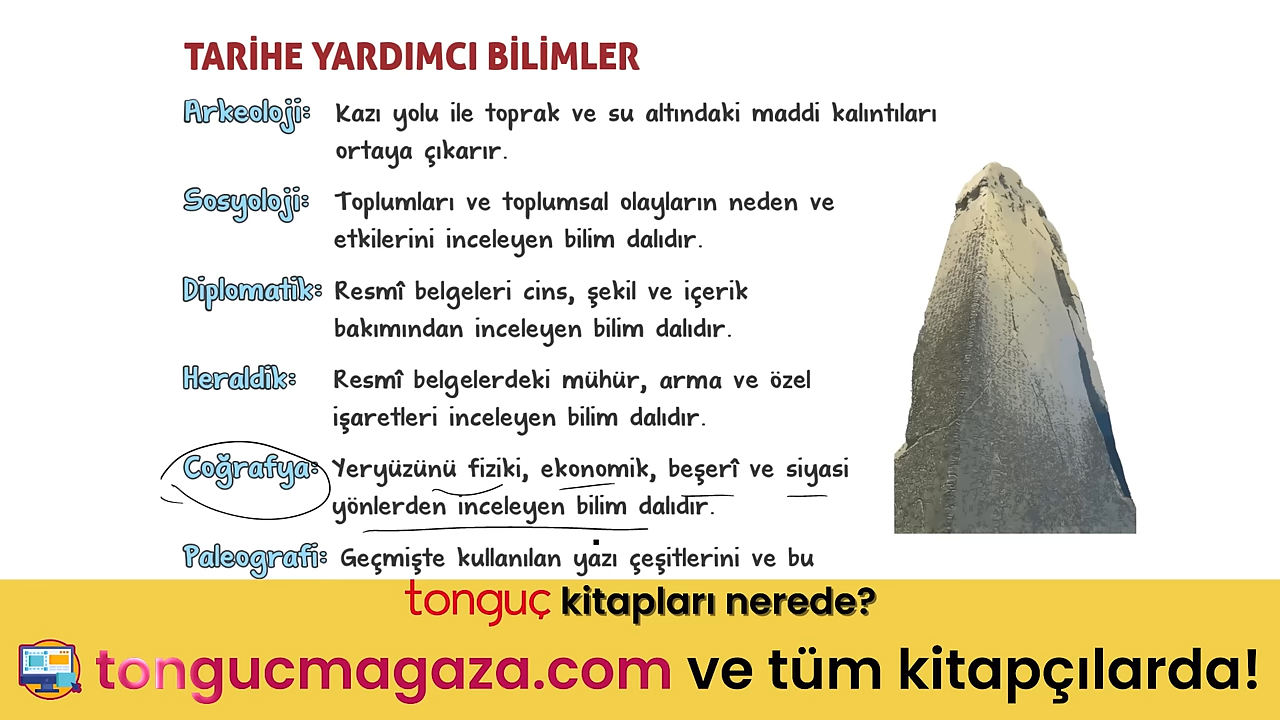 TARİHE YARDIMCI BİLİMLER
Arkeoloji: Kazı yolu ile toprak ve su altındaki maddi kalıntıları
ortaya çıkarır.
Sosyoloji: Toplumları ve toplumsal olayların neden ve
etkilerini inceleyen bilim dalıdır.
Diplomatik: Resmî belgeleri cins, şekil ve içerik
bakımından inceleyen bilim dalıdır.
Heraldik: Resmî belgelerdeki mühür, arma ve özel
işaretleri inceleyen bilim dalıdır.
Coğrafya: Yeryüzünü fiziki, ekonomik, beşerî ve siyasi
yönlerden inceleyen bilim dalıdır.
Paleografi: Geçmişte kullanılan yazı çeşitlerini ve bu
tonguç kitapları nerede?
tongucmagaza.com ve tüm kitapçılarda!